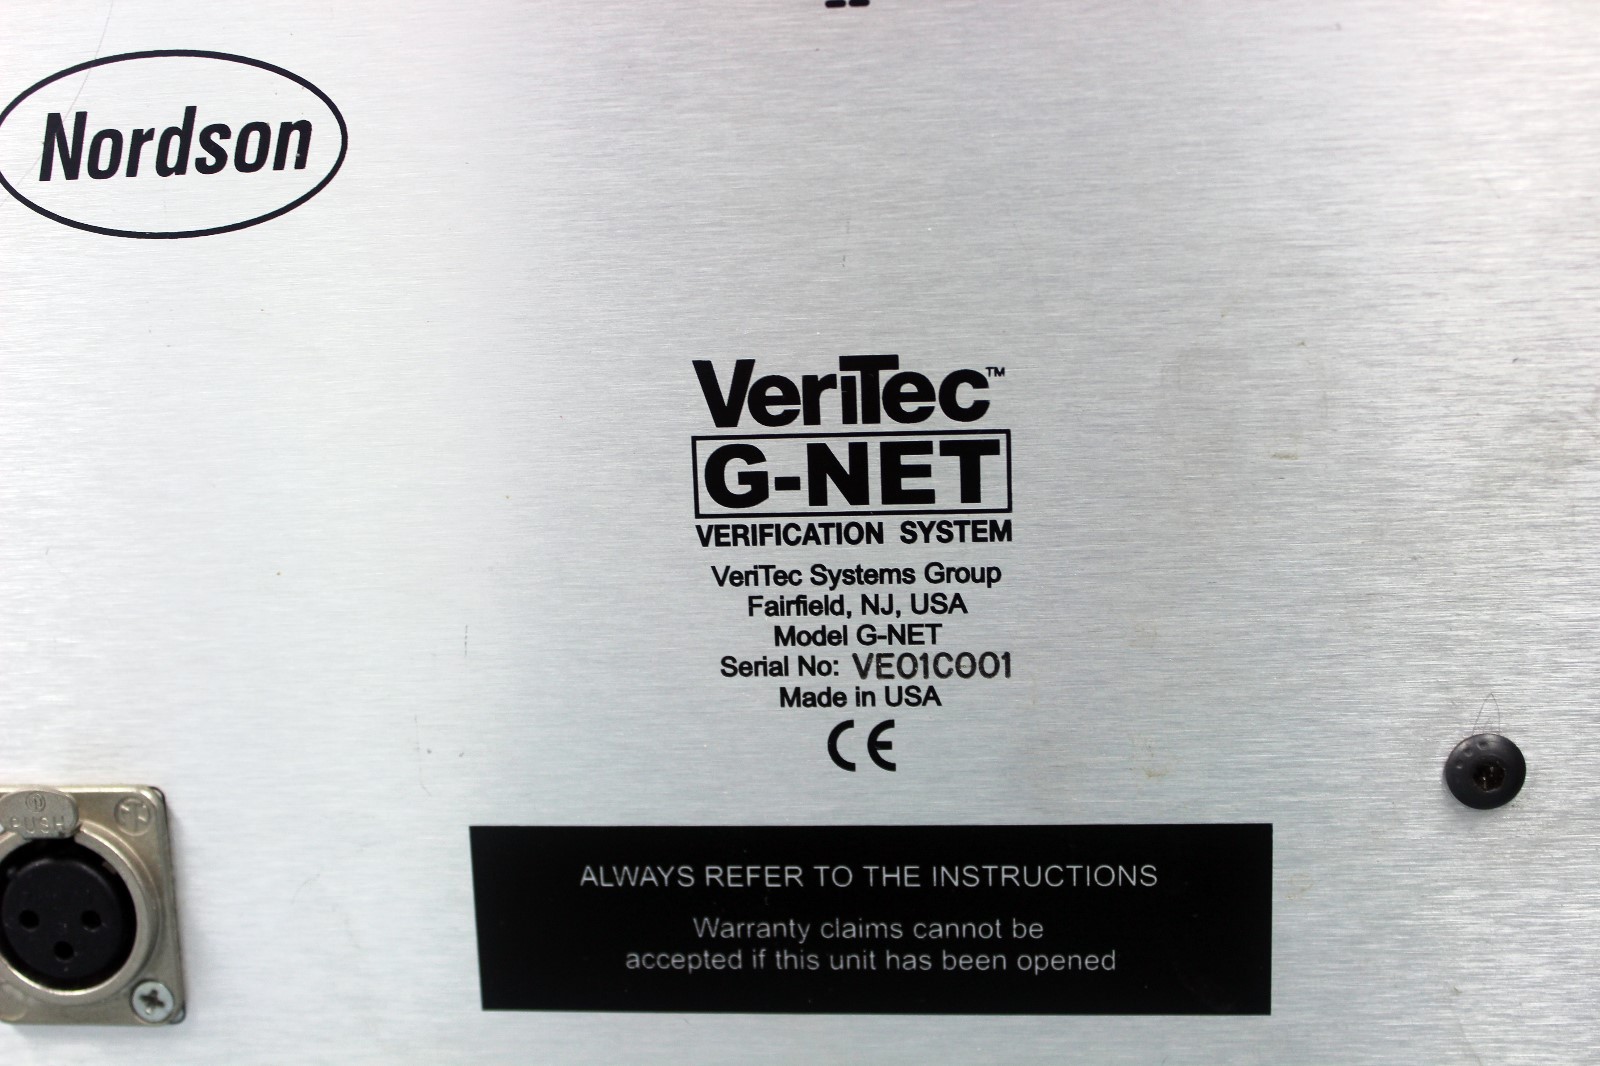 Nordson
VeriTec™
G-NET
VERIFICATION SYSTEM
VeriTec Systems Group
Fairfield, NJ, USA
Model G-NET
Serial No: VE01C001
Made in USA
CE
PUSH
ALWAYS REFER TO THE INSTRUCTIONS
Warranty claims cannot be
accepted if this unit has been opened